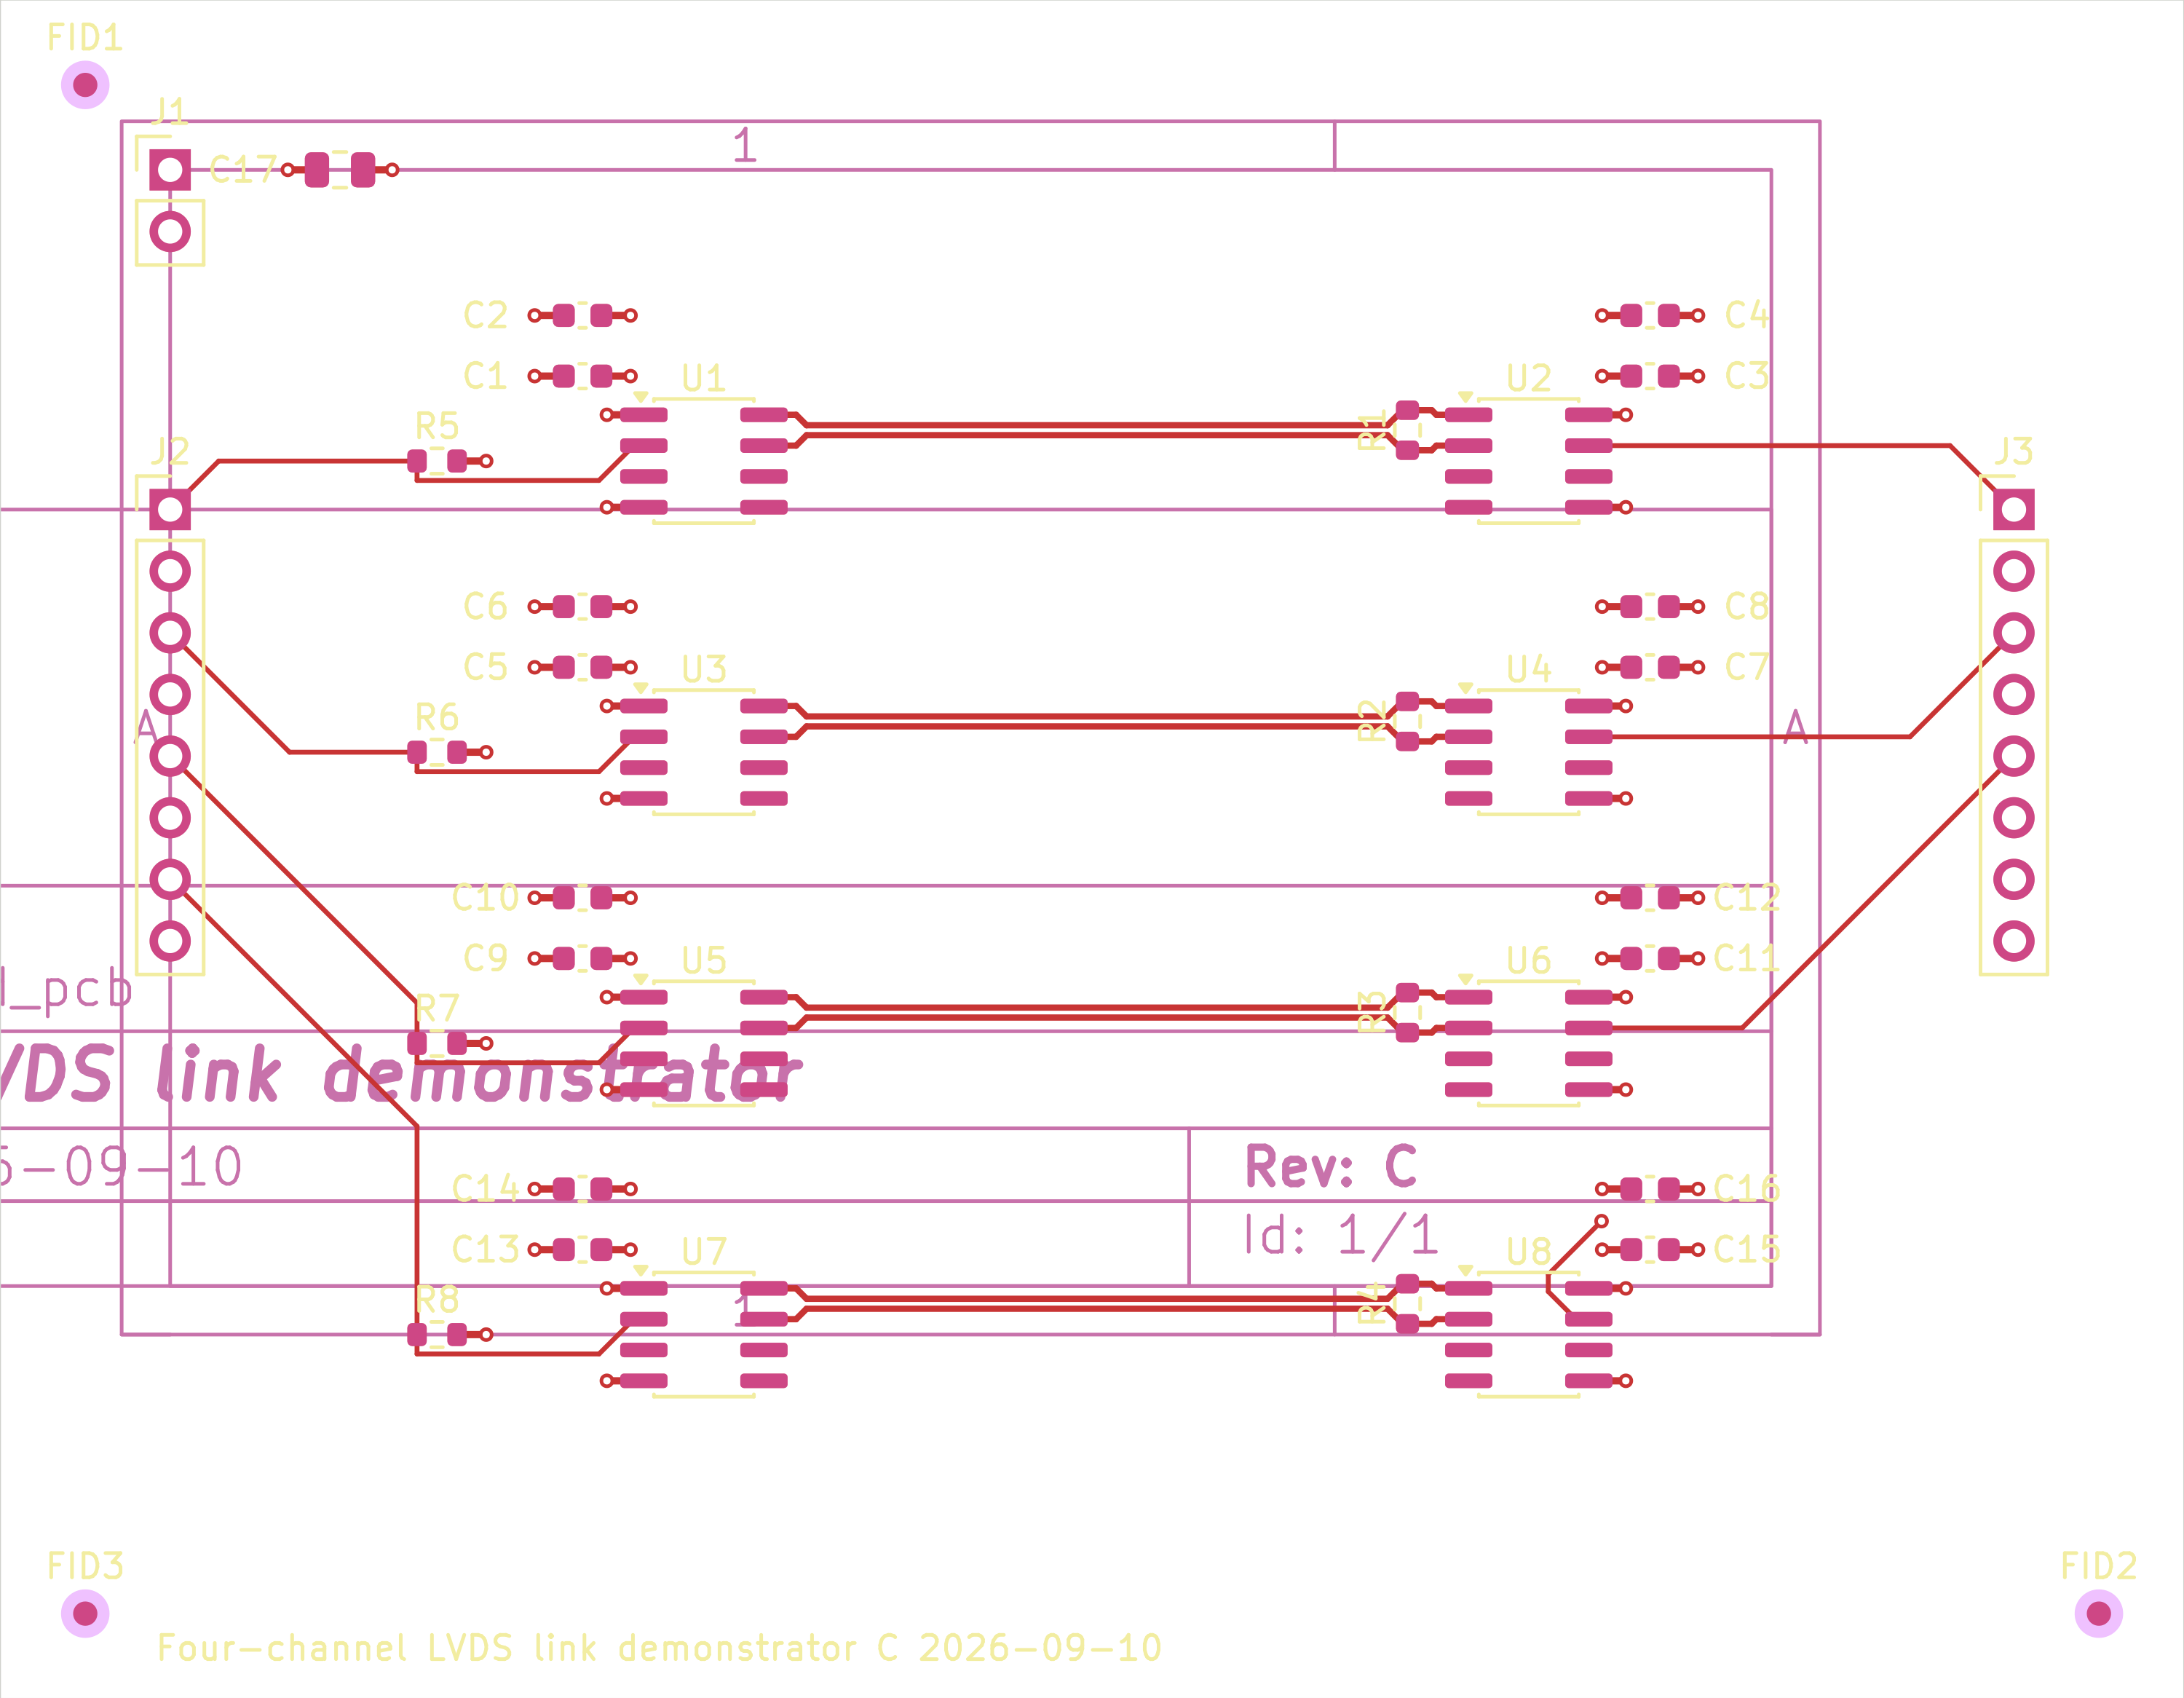 FID1
J1
1
C17
C2
C4
C1
U1
U2
C3
R5
R1
J2
J3
C6
C8
C5
U3
U4
C7
R6
R2
A
A
C10
C12
C9
U5
U6
C11
_pcb
R7
R3
VDS link demonstrator
-09-10
Rev: C
C14
C16
Id: 1/1
C13
U7
U8
C15
R8
1
R4
FID3
FID2
Four-channel LVDS link demonstrator C 2026-09-10